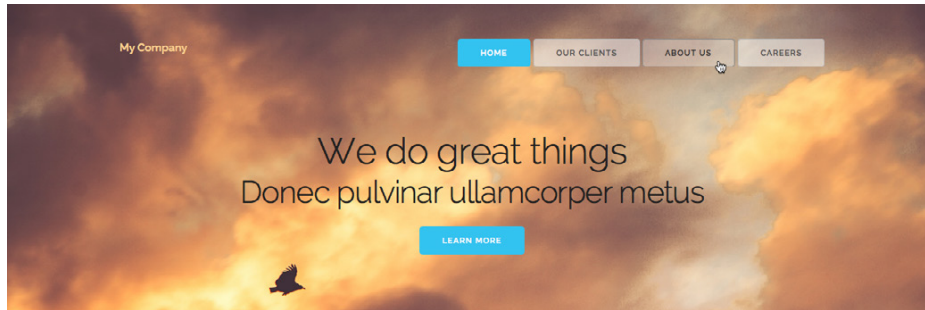 My Company
HOME
OUR CLIENTS
ABOUT US
CAREERS
We do great things
Donec pulvinar ullamcorper metus
LEARN MORE